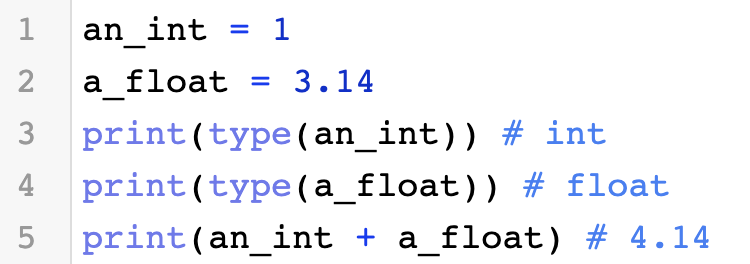 1 an_int = 1
2 a_float = 3.14
3 print(type(an_int)) # int
4 print(type(a_float)) # float
5 print(an_int + a_float) # 4.14